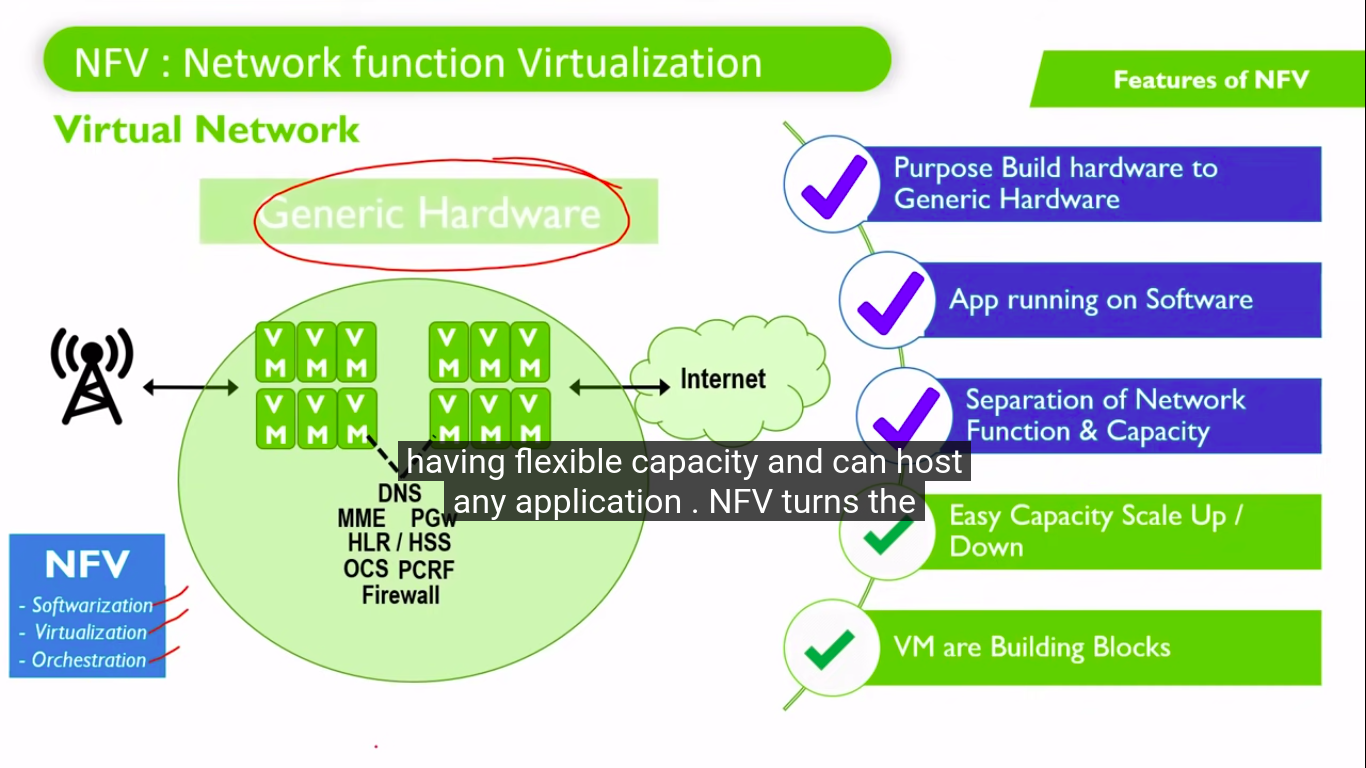 NFV : Network function Virtualization
Features of NFV
Virtual Network
Generic Hardware
V V V V V V
M M M M M M
V V V V V V
M M M M M M
Internet
DNS
MME PGw
HLR / HSS
OCS PCRF
Firewall
NFV
- Softwarization
- Virtualization
- Orchestration
Purpose Build hardware to
Generic Hardware
App running on Software
Separation of Network
Function & Capacity
Easy Capacity Scale Up /
Down
VM are Building Blocks
having flexible capacity and can host
any application . NFV turns the